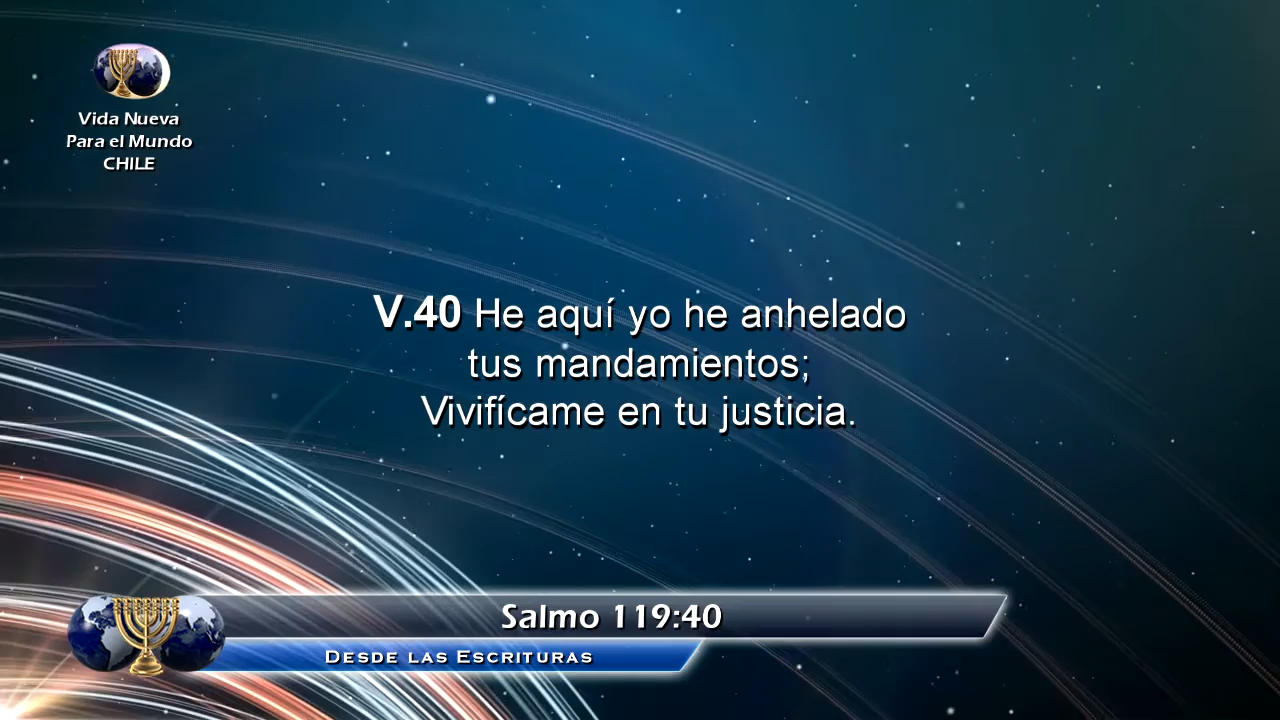 Vida Nueva
Para el Mundo
CHILE
V.40 He aquí yo he anhelado
tus mandamientos;
Vivifícame en tu justicia.
Salmo 119:40
Desde las Escrituras